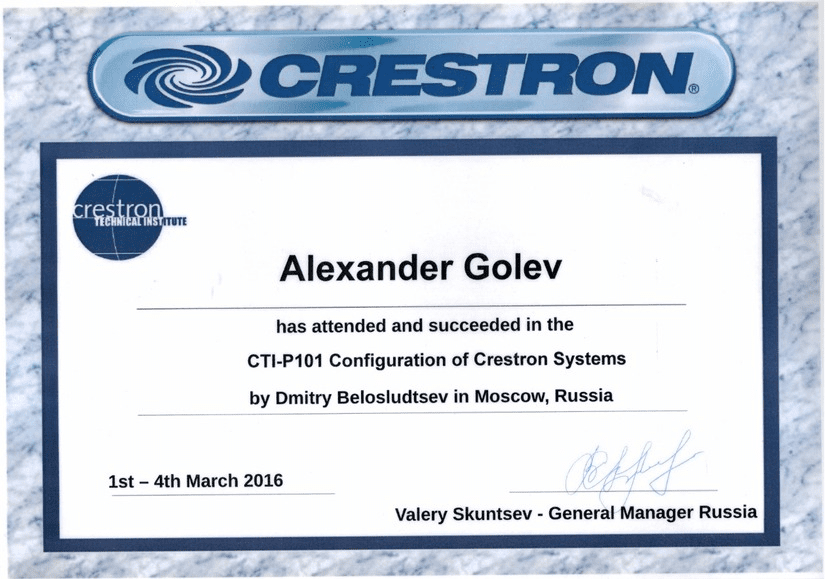 CRESTRON®
crestron
TECHNICAL INSTITUTE
Alexander Golev
has attended and succeeded in the
CTI-P101 Configuration of Crestron Systems
by Dmitry Belosludtsev in Moscow, Russia
1st – 4th March 2016
Valery Skuntsev - General Manager Russia